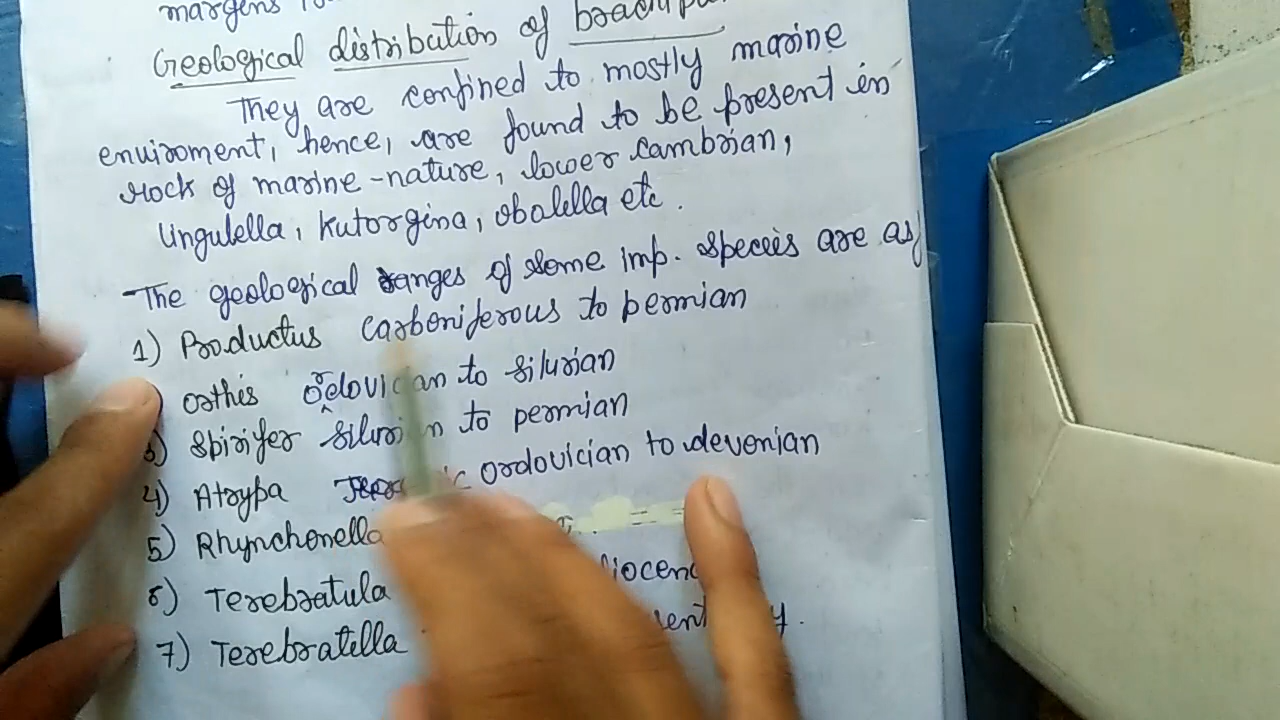 margens
Geological distribution of
They are confined to mostly marine
enviroment, hence, are found to be present in
rock of marine-nature, lower cambrian,
Lingulella, Kutorgina, obolella etc.
The geological ranges of some imp. species are as
1) Productus carboniferous to permian
Orthis ordovician to silurian
3) Spirifer silurian to permian
4) Atrypa ordovician to devonian
5) Rhynchonella
6) Terebratula
7) Terebratella